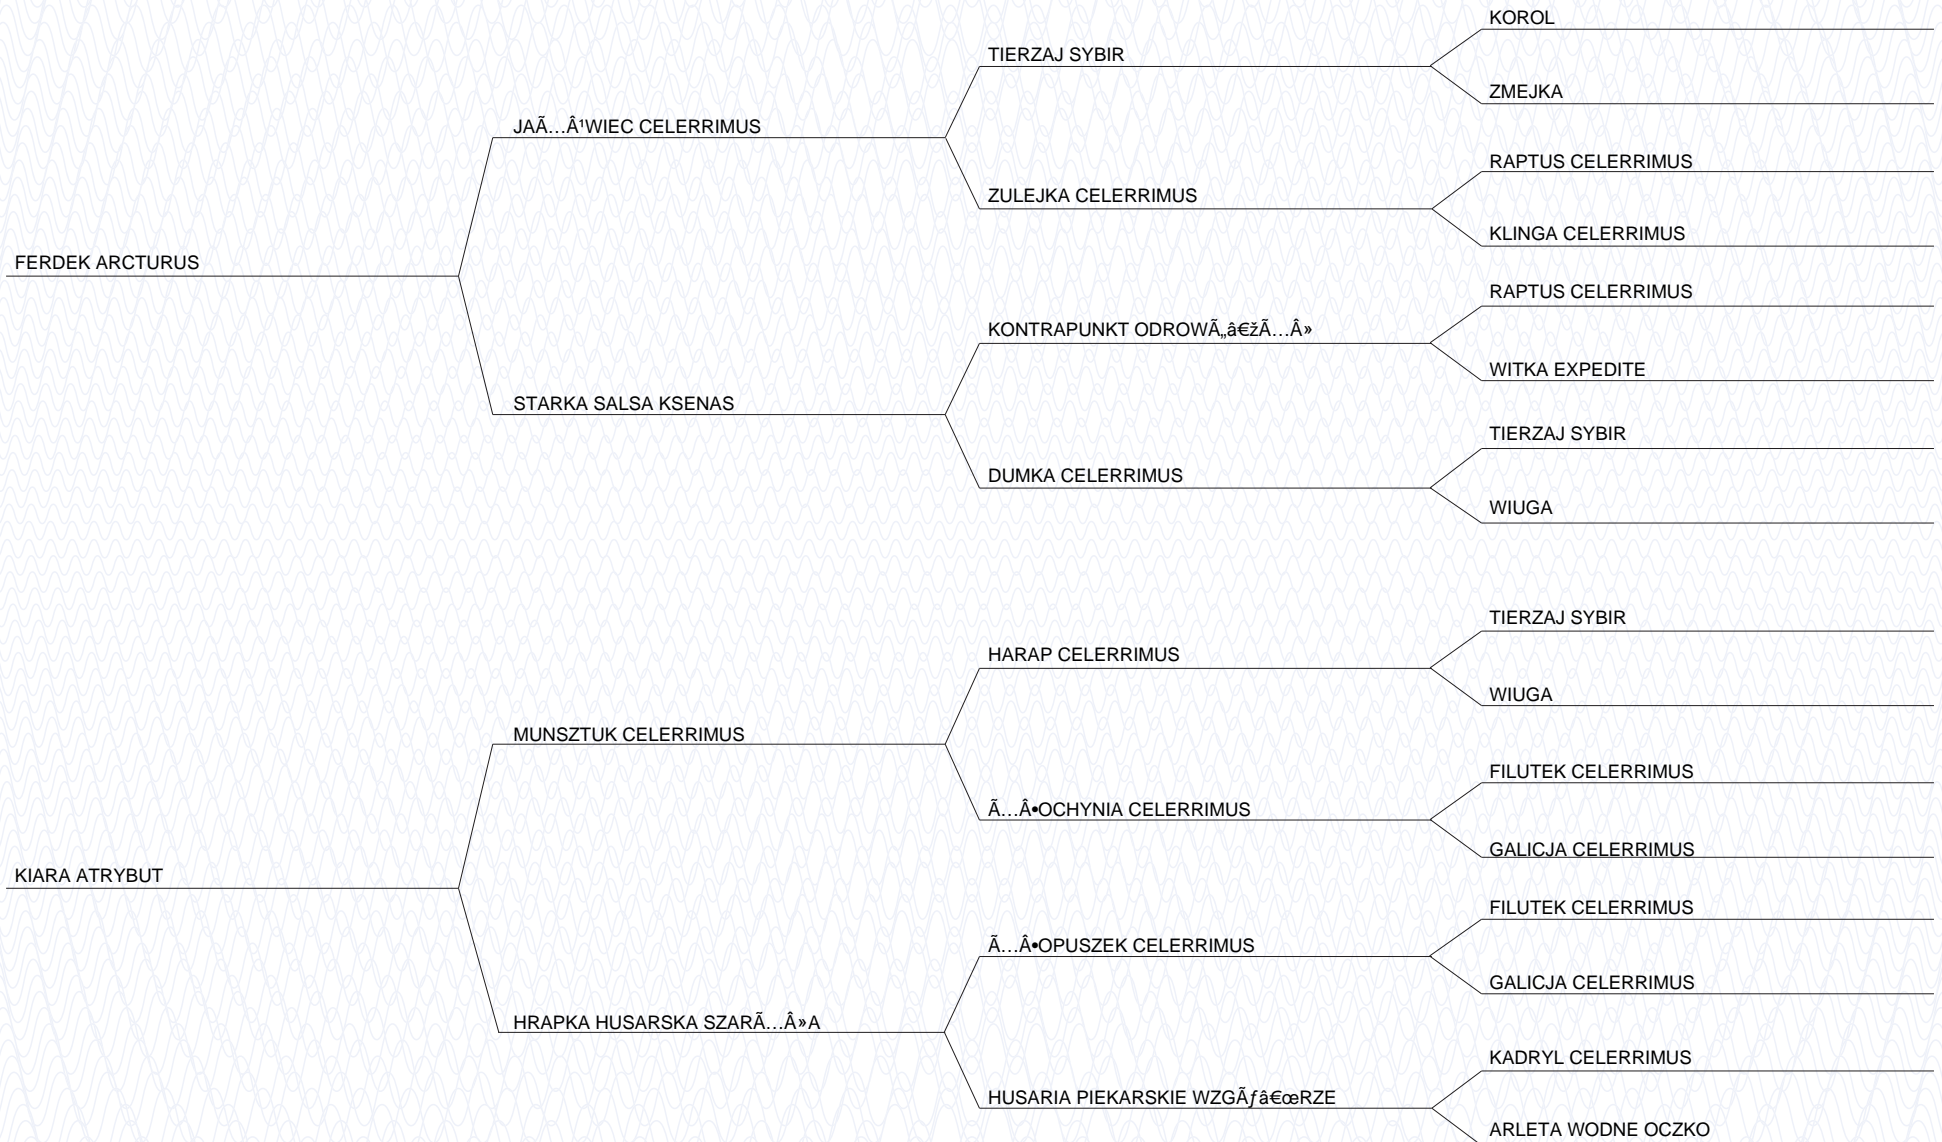 KOROL
TIERZAJ SYBIR
ZMEJKA
JAÃ…Â¹WIEC CELERRIMUS
RAPTUS CELERRIMUS
ZULEJKA CELERRIMUS
KLINGA CELERRIMUS
FERDEK ARCTURUS
RAPTUS CELERRIMUS
KONTRAPUNKT ODROWÃ„â€žÃ…Â»
WITKA EXPEDITE
STARKA SALSA KSENAS
TIERZAJ SYBIR
DUMKA CELERRIMUS
WIUGA
TIERZAJ SYBIR
HARAP CELERRIMUS
WIUGA
MUNSZTUK CELERRIMUS
FILUTEK CELERRIMUS
Ã…Â•OCHYNIA CELERRIMUS
GALICJA CELERRIMUS
KIARA ATRYBUT
FILUTEK CELERRIMUS
Ã…Â•OPUSZEK CELERRIMUS
GALICJA CELERRIMUS
HRAPKA HUSARSKA SZARÃ…Â»A
KADRYL CELERRIMUS
HUSARIA PIEKARSKIE WZGÃƒâ€œRZE
ARLETA WODNE OCZKO